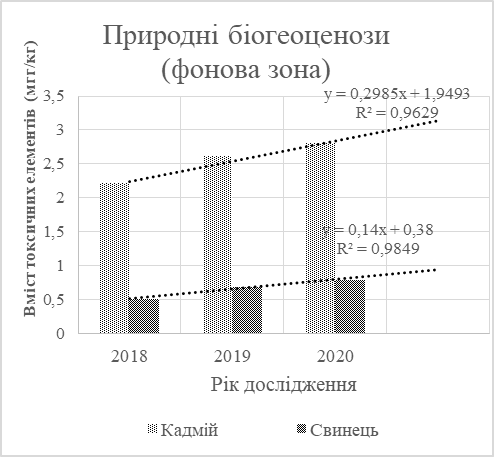 Природні біогеоценози
(фонова зона)
Вміст токсичних елементів (мгг/кг)
3,5
3
2,5
2
1,5
1
0,5
0
y = 0,2985x + 1,9493
R² = 0,9629
y = 0,14x + 0,38
R² = 0,9849
2018 2019 2020
Рік дослідження
Кадмій Свинець